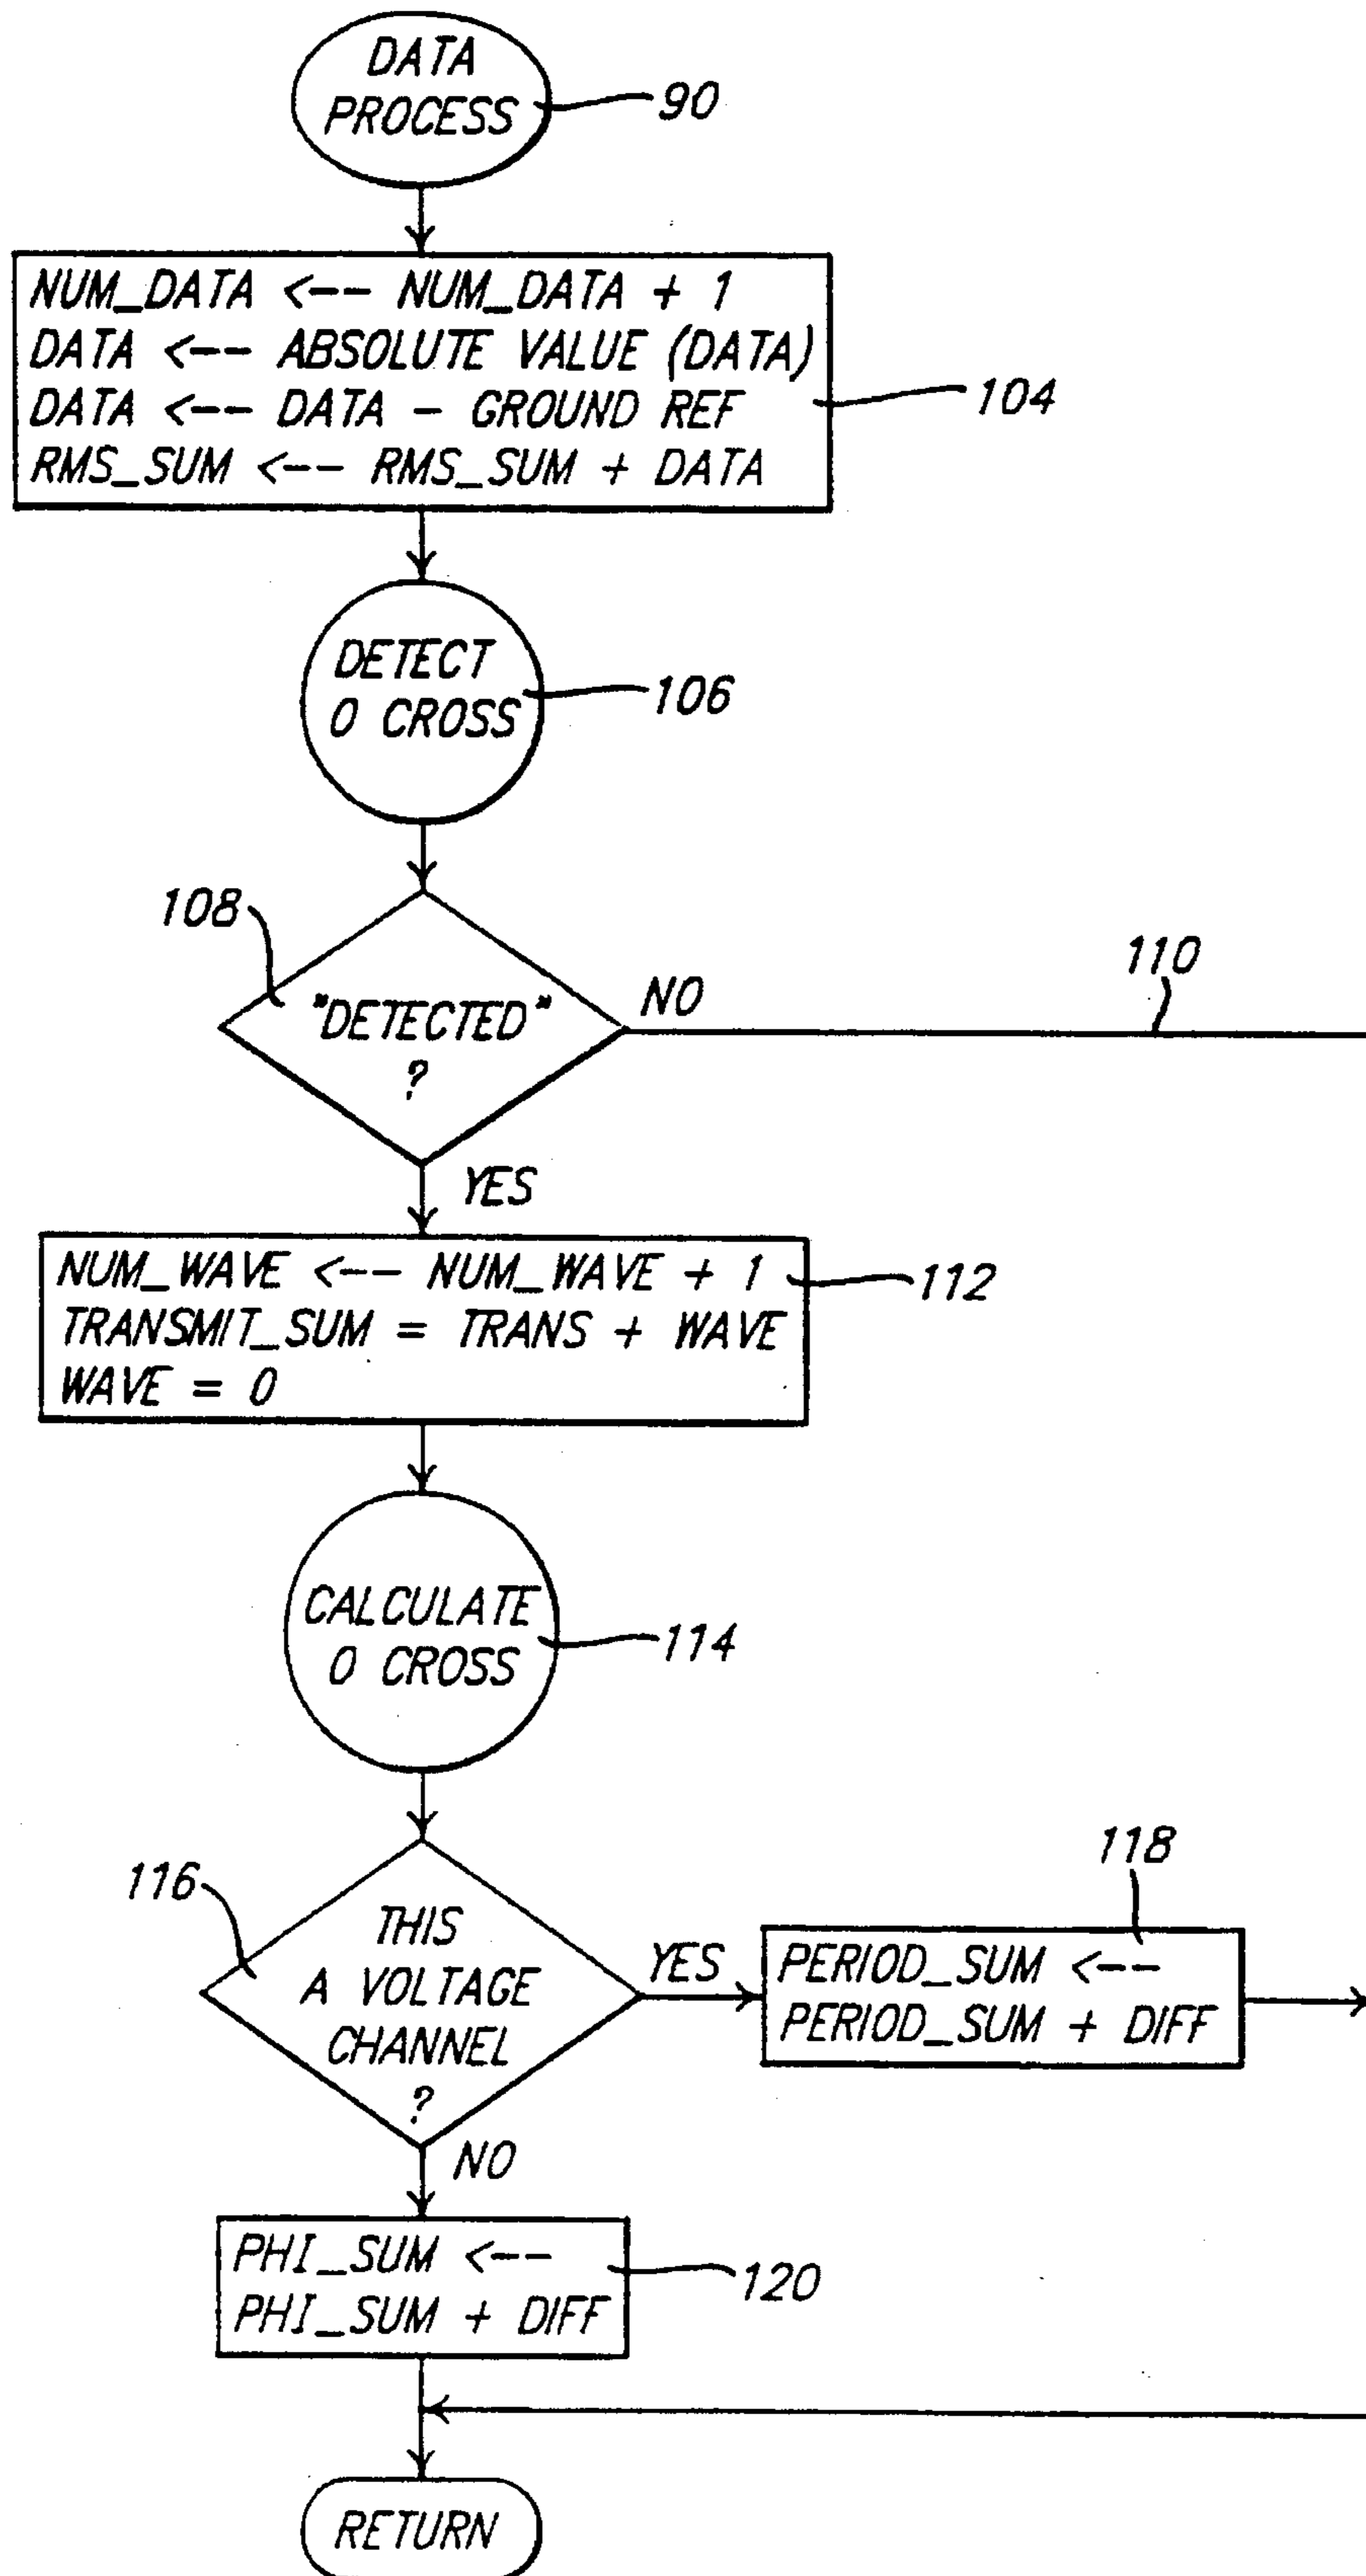 DATA
PROCESS
90
NUM_DATA <-- NUM_DATA + 1
DATA <-- ABSOLUTE VALUE (DATA)
DATA <-- DATA - GROUND REF
RMS_SUM <-- RMS_SUM + DATA
104
DETECT
0 CROSS
106
108
"DETECTED"
?
NO
110
YES
NUM_WAVE <-- NUM_WAVE + 1
TRANSMIT_SUM = TRANS + WAVE
WAVE = 0
112
CALCULATE
0 CROSS
114
116
THIS
A VOLTAGE
CHANNEL
?
YES
118
PERIOD_SUM <--
PERIOD_SUM + DIFF
NO
PHI_SUM <--
PHI_SUM + DIFF
120
RETURN